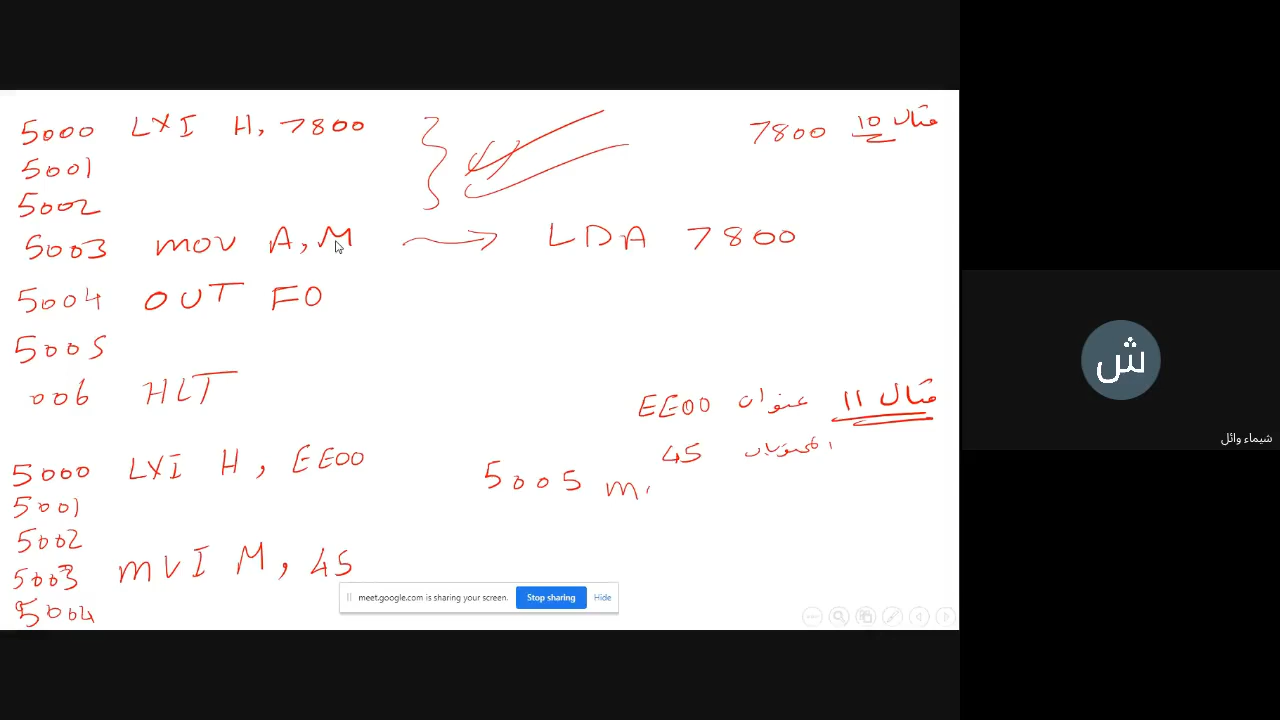 5000 LXI H, 7800
7800 مثال 10
5001
5002
5003 mov A, M → LDA 7800
5004 OUT F0
5005
006 HLT
مثال 11 عنوان EE00
المحتويات 45
5000 LXI H, EE00
5005 m
5001
5002
5003 mVI M, 45
5004
meet.google.com is sharing your screen. Stop sharing Hide
ش
شيماء وائل